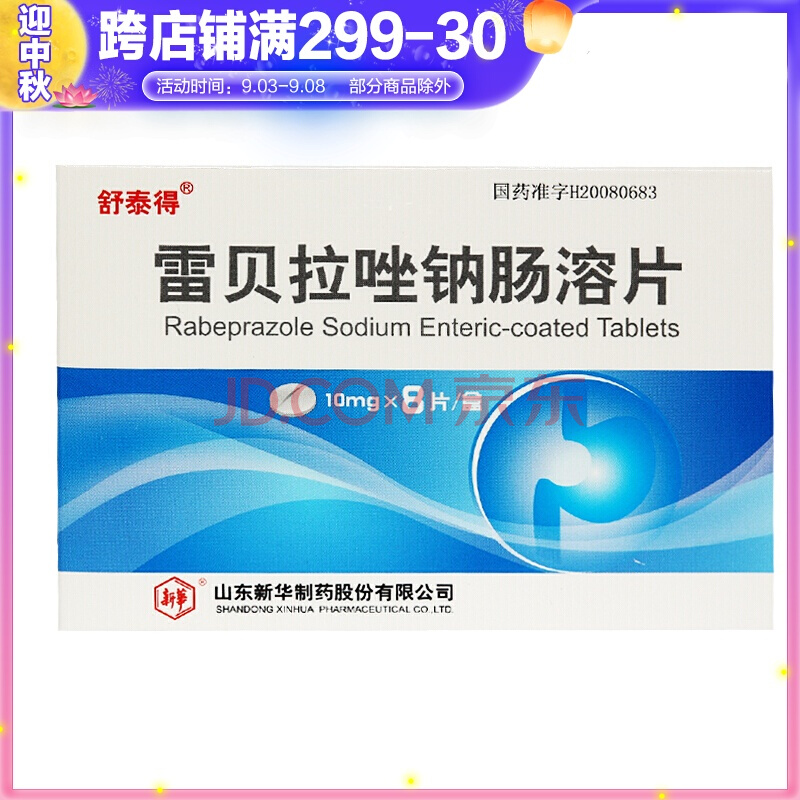 迎中秋
跨店铺满299-30
活动时间：9.03-9.08 部分商品除外
舒泰得®
国药准字H20080683
雷贝拉唑钠肠溶片
Rabeprazole Sodium Enteric-coated Tablets
JD.COM 京东
10mg×8片/盒
新華®
山东新华制药股份有限公司
SHANDONG XINHUA PHARMACEUTICAL CO.,LTD.